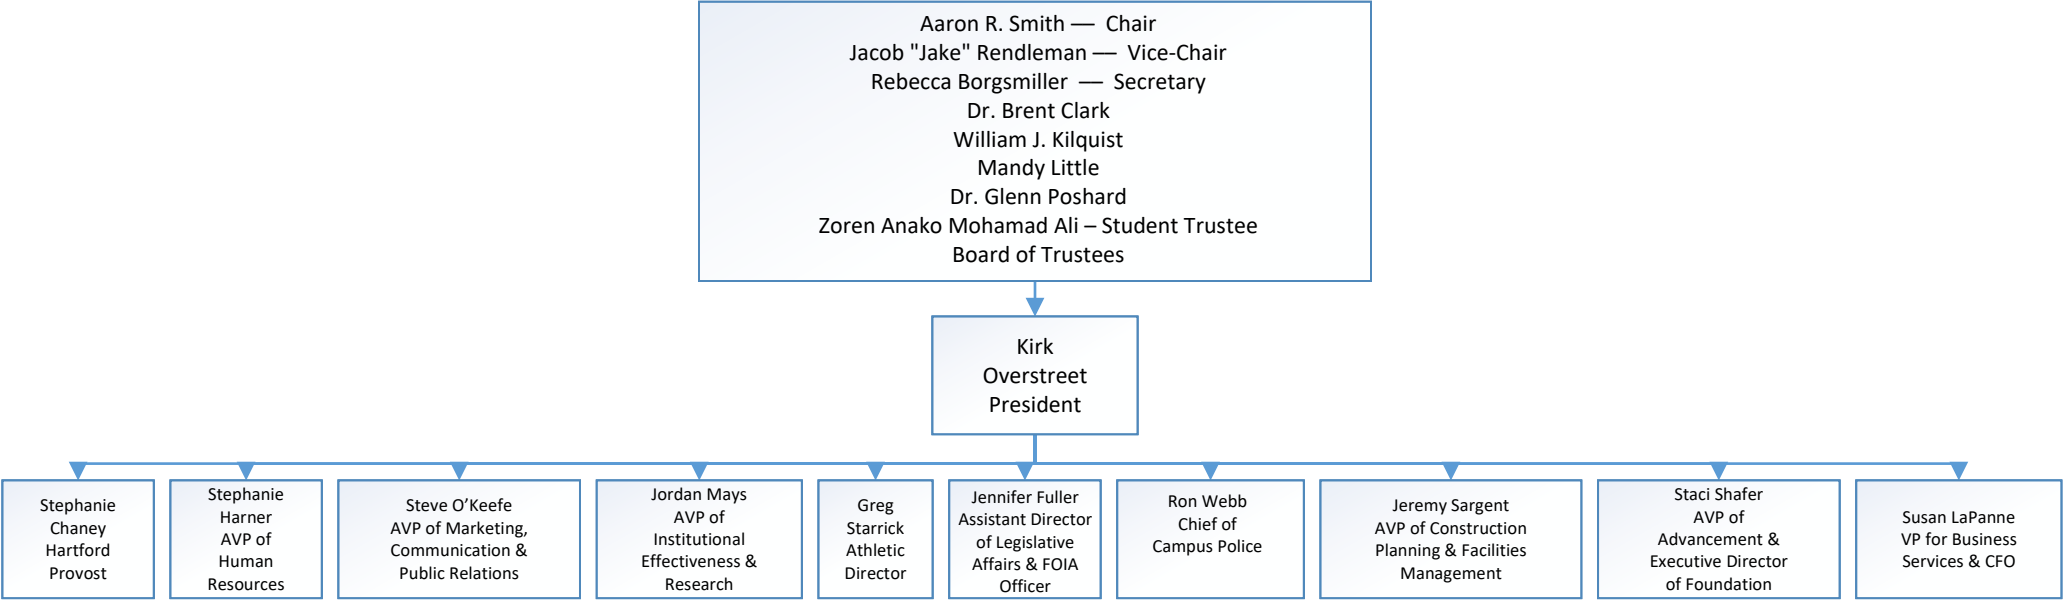 Aaron R. Smith — Chair
Jacob "Jake" Rendleman — Vice-Chair
Rebecca Borgsmiller — Secretary
Dr. Brent Clark
William J. Kilquist
Mandy Little
Dr. Glenn Poshard
Zoren Anako Mohamad Ali – Student Trustee
Board of Trustees
Kirk
Overstreet
President
Stephanie
Chaney
Hartford
Provost
Stephanie
Harner
AVP of
Human
Resources
Steve O’Keefe
AVP of Marketing,
Communication &
Public Relations
Jordan Mays
AVP of
Institutional
Effectiveness &
Research
Greg
Starrick
Athletic
Director
Jennifer Fuller
Assistant Director
of Legislative
Affairs & FOIA
Officer
Ron Webb
Chief of
Campus Police
Jeremy Sargent
AVP of Construction
Planning & Facilities
Management
Staci Shafer
AVP of
Advancement &
Executive Director
of Foundation
Susan LaPanne
VP for Business
Services & CFO